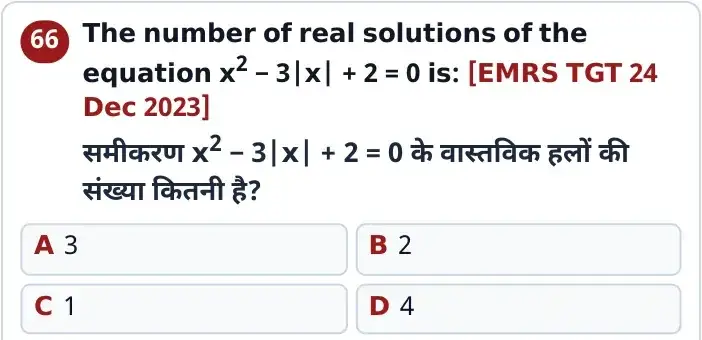 66 The number of real solutions of the
equation x² − 3|x| + 2 = 0 is: [EMRS TGT 24
Dec 2023]
समीकरण x² − 3|x| + 2 = 0 के वास्तविक हलों की
संख्या कितनी है?
A 3
B 2
C 1
D 4